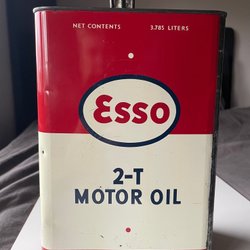 NET CONTENTS 3.785 LITERS
Esso
2-T
MOTOR OIL